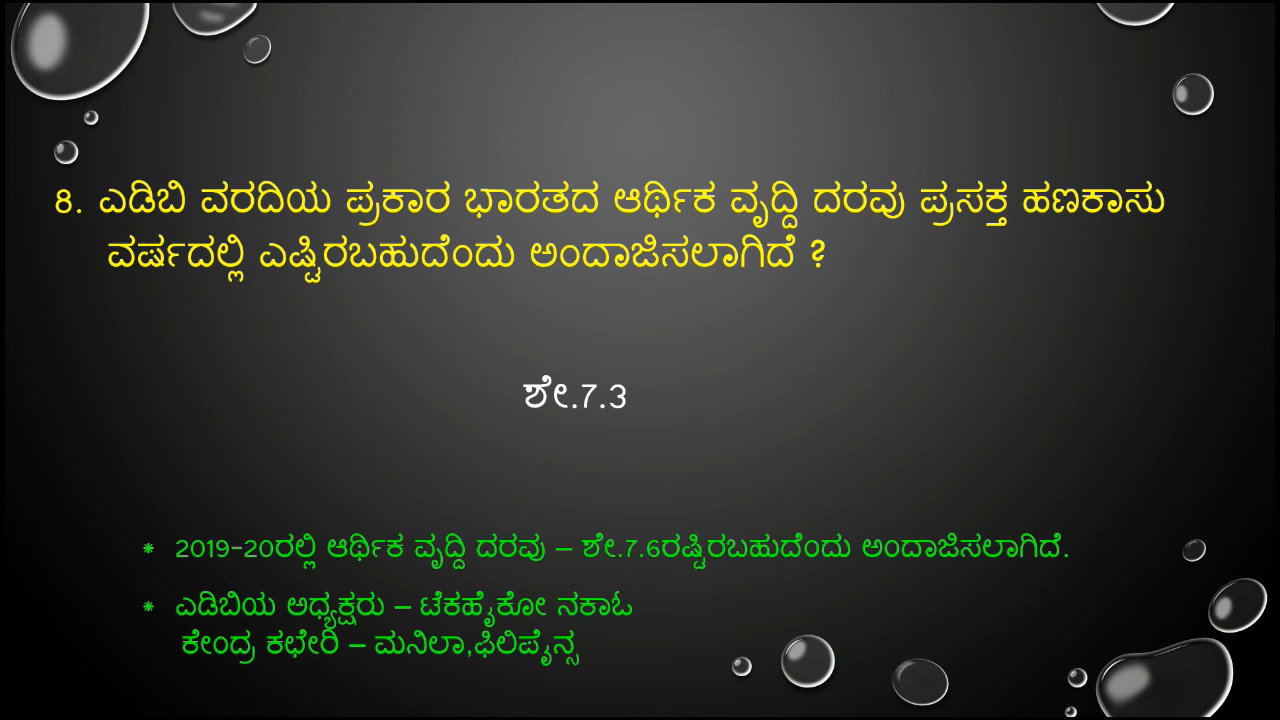 8. ಎಡಿಬಿ ವರದಿಯ ಪ್ರಕಾರ ಭಾರತದ ಆರ್ಥಿಕ ವೃದ್ದಿ ದರವು ಪ್ರಸಕ್ತ ಹಣಕಾಸು
ವರ್ಷದಲ್ಲಿ ಎಷ್ಟಿರಬಹುದೆಂದು ಅಂದಾಜಿಸಲಾಗಿದೆ ?
ಶೇ.7.3
* 2019-20ರಲ್ಲಿ ಆರ್ಥಿಕ ವೃದ್ದಿ ದರವು – ಶೇ.7.6ರಷ್ಟಿರಬಹುದೆಂದು ಅಂದಾಜಿಸಲಾಗಿದೆ.
* ಎಡಿಬಿಯ ಅಧ್ಯಕ್ಷರು – ಟೆಕಹೈಕೋ ನಕಾಓ
ಕೇಂದ್ರ ಕಛೇರಿ – ಮನಿಲಾ,ಫಿಲಿಪೈನ್ಸ